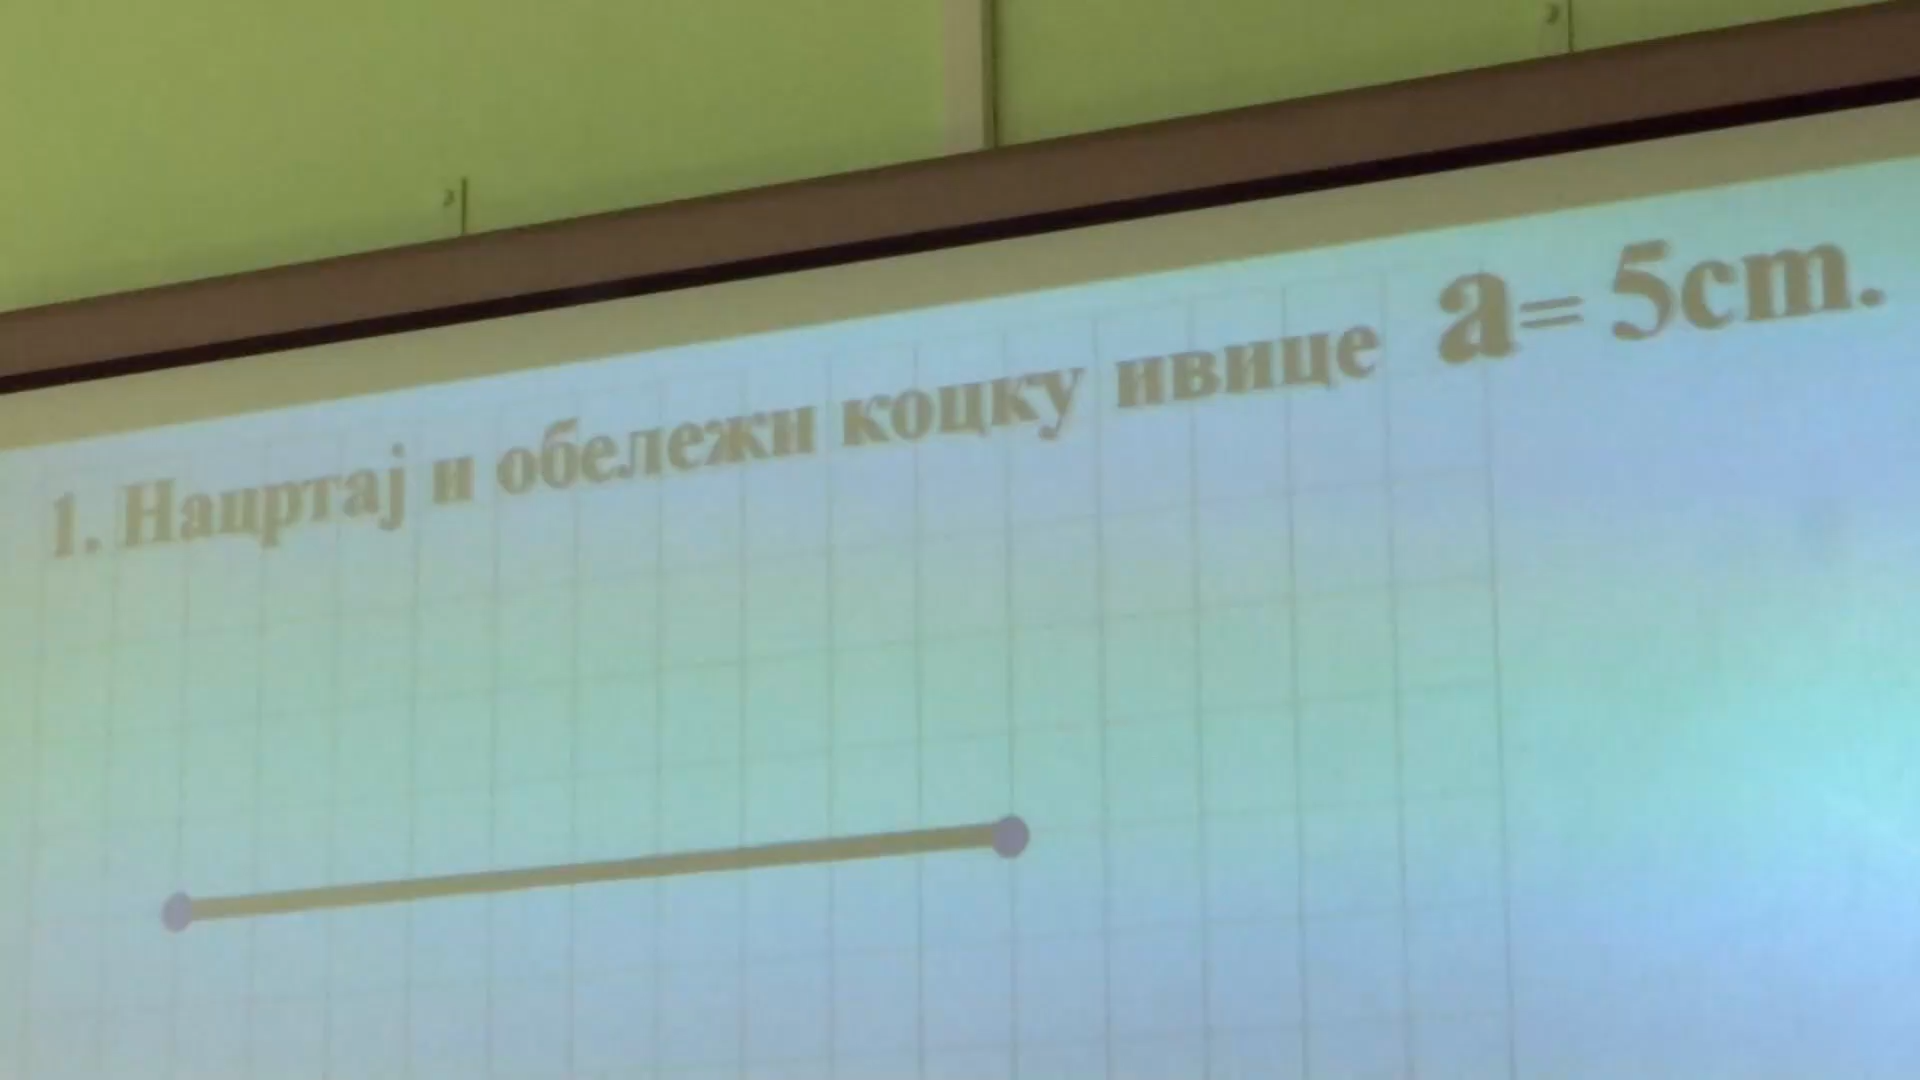 1. Нацртај и обележи коцку ивице a= 5cm.